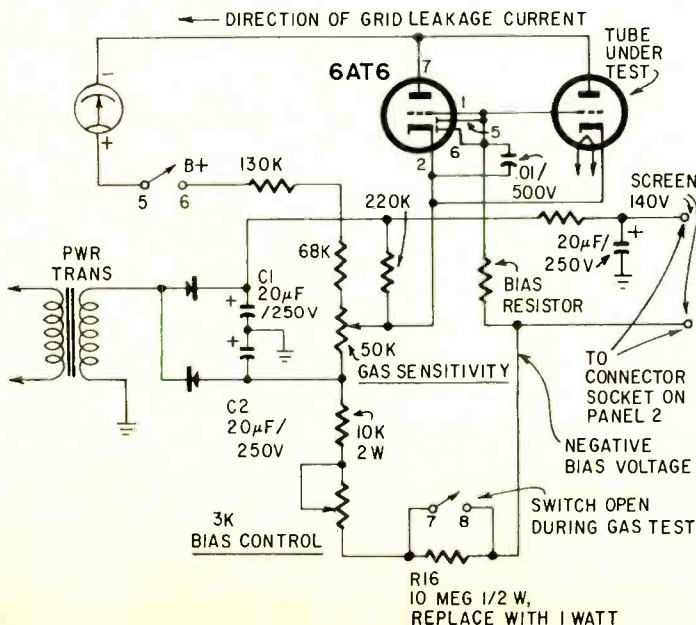 DIRECTION OF GRID LEAKAGE CURRENT
TUBE
UNDER
TEST
6AT6
7
1
5
6
2
.01/
500V
-
+
B+
5 6
130K
220K
68K
SCREEN
140V
+
20µF/
250V
PWR
TRANS
C1
+ 20µF
/250V
+
BIAS
RESISTOR
50K
GAS SENSITIVITY
C2
20µF/
250V
10K
2W
TO
CONNECTOR
SOCKET ON
PANEL 2
NEGATIVE
BIAS VOLTAGE
3K
BIAS CONTROL
7 8
SWITCH OPEN
DURING GAS TEST
R16
10 MEG 1/2 W,
REPLACE WITH 1 WATT